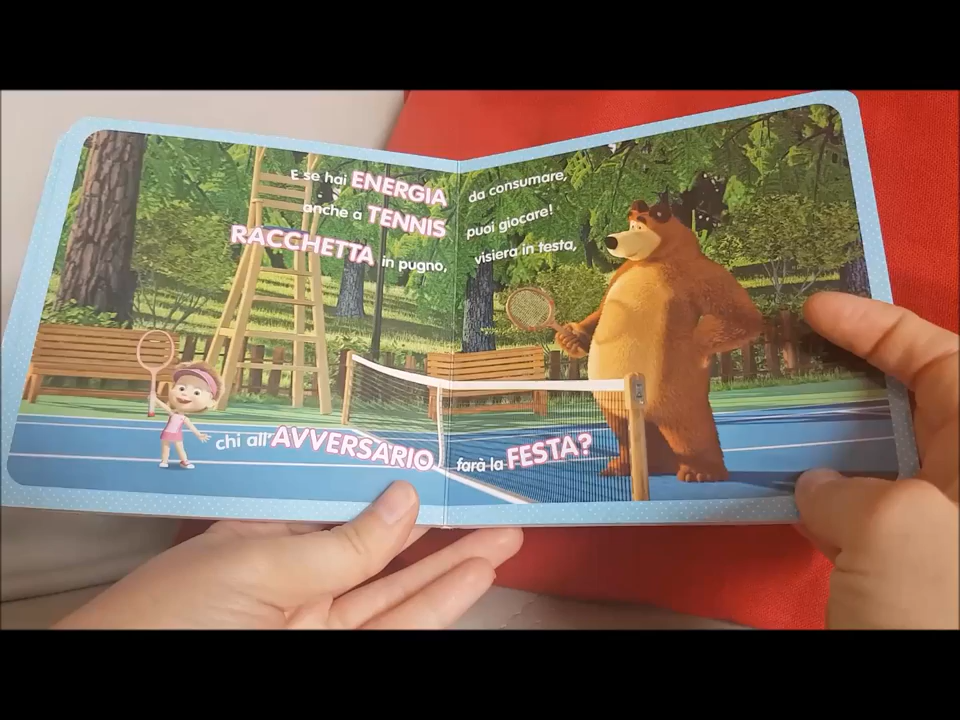 E se hai ENERGIA da consumare,
anche a TENNIS puoi giocare!
RACCHETTA in pugno, visiera in testa,
chi all'AVVERSARIO farà la FESTA?